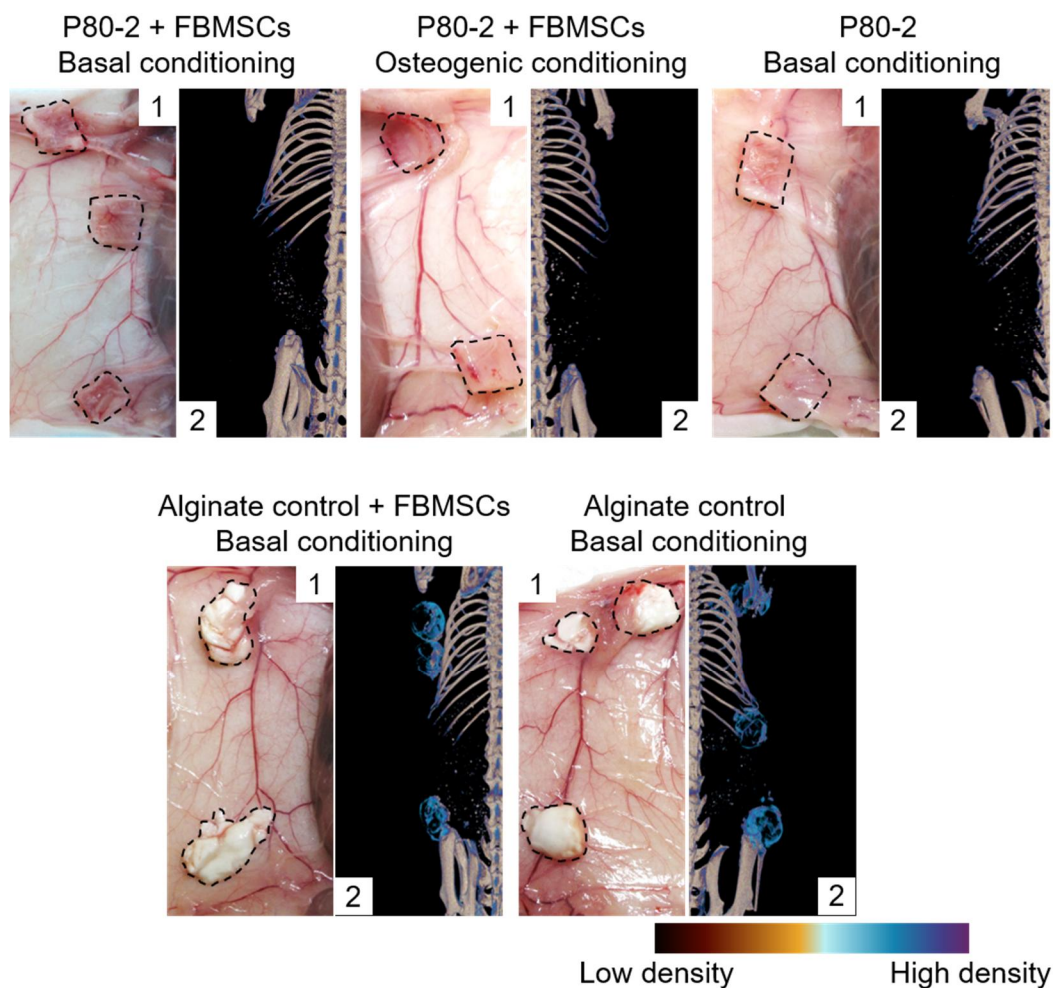 P80-2 + FBMSCs
Basal conditioning
P80-2 + FBMSCs
Osteogenic conditioning
P80-2
Basal conditioning
1
2
1
2
1
2
Alginate control + FBMSCs
Basal conditioning
Alginate control
Basal conditioning
1
2
1
2
Low density
High density